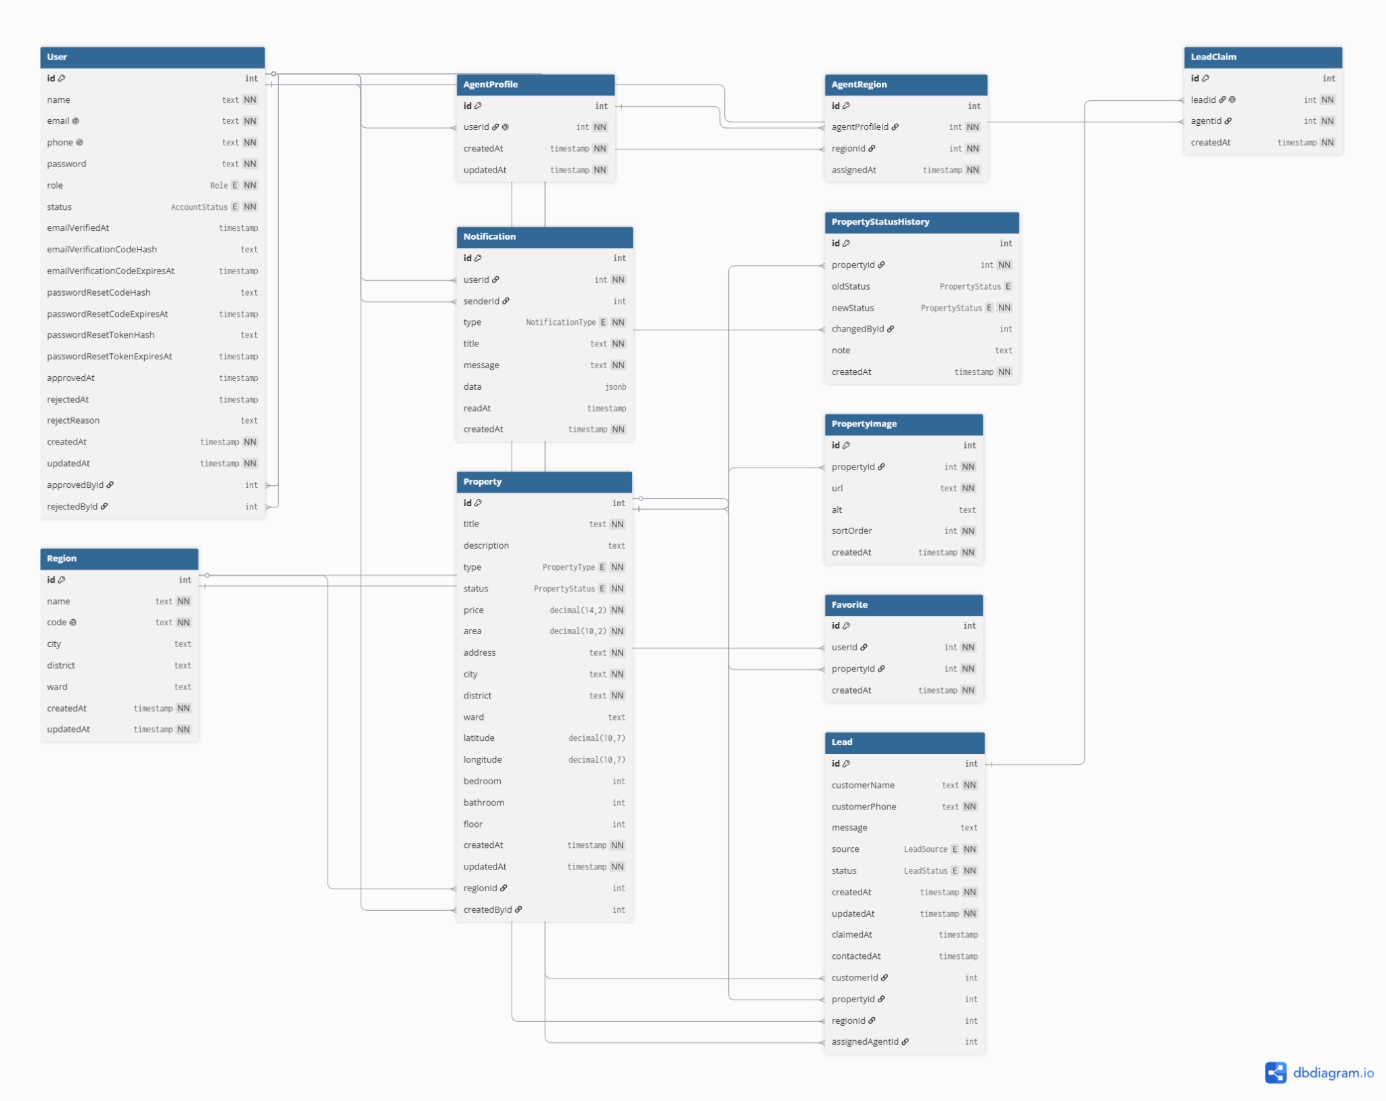 User
id int
name text NN
email text NN
phone text NN
password text NN
role Role E NN
status AccountStatus E NN
emailVerifiedAt timestamp
emailVerificationCodeHash text
emailVerificationCodeExpiresAt timestamp
passwordResetCodeHash text
passwordResetCodeExpiresAt timestamp
passwordResetTokenHash text
passwordResetTokenExpiresAt timestamp
approvedAt timestamp
rejectedAt timestamp
rejectReason text
createdAt timestamp NN
updatedAt timestamp NN
approvedById int
rejectedById int
Region
id int
name text NN
code text NN
city text
district text
ward text
createdAt timestamp NN
updatedAt timestamp NN
AgentProfile
id int
userId int NN
createdAt timestamp NN
updatedAt timestamp NN
Notification
id int
userId int NN
senderId int
type NotificationType E NN
title text NN
message text NN
data jsonb
readAt timestamp
createdAt timestamp NN
Property
id int
title text NN
description text
type PropertyType E NN
status PropertyStatus E NN
price decimal(14,2) NN
area decimal(10,2) NN
address text NN
city text NN
district text NN
ward text
latitude decimal(10,7)
longitude decimal(10,7)
bedroom int
bathroom int
floor int
createdAt timestamp NN
updatedAt timestamp NN
regionId int
createdById int
AgentRegion
id int
agentProfileId int NN
regionId int NN
assignedAt timestamp NN
PropertyStatusHistory
id int
propertyId int NN
oldStatus PropertyStatus E
newStatus PropertyStatus E NN
changedById int
note text
createdAt timestamp NN
PropertyImage
id int
propertyId int NN
url text NN
alt text
sortOrder int NN
createdAt timestamp NN
Favorite
id int
userId int NN
propertyId int NN
createdAt timestamp NN
Lead
id int
customerName text NN
customerPhone text NN
message text
source LeadSource E NN
status LeadStatus E NN
createdAt timestamp NN
updatedAt timestamp NN
claimedAt timestamp
contactedAt timestamp
customerId int
propertyId int
regionId int
assignedAgentId int
LeadClaim
id int
leadId int NN
agentId int NN
createdAt timestamp NN
dbdiagram.io